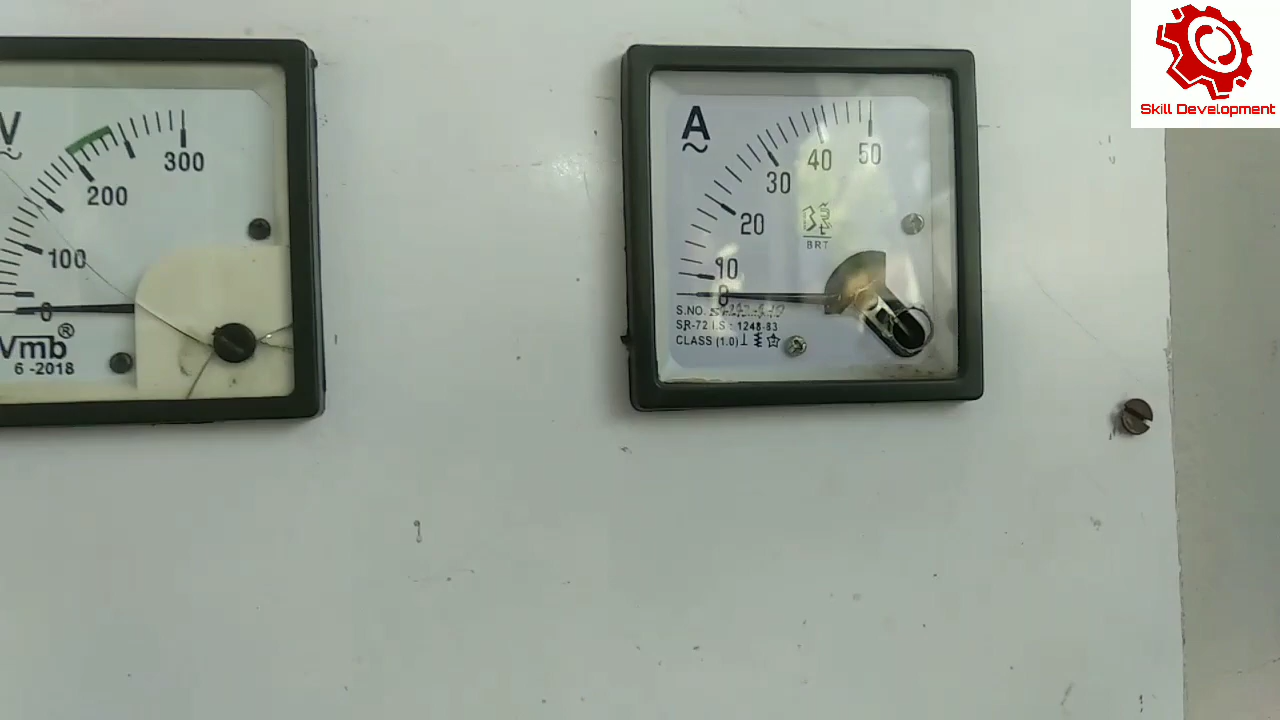 V
~
300
200
100
0
Vmb®
6 -2018
A
~
50
40
30
20
10
0
BRT
S.NO.
SR-72 I.S : 1248-83
CLASS (1.0)
Skill Development